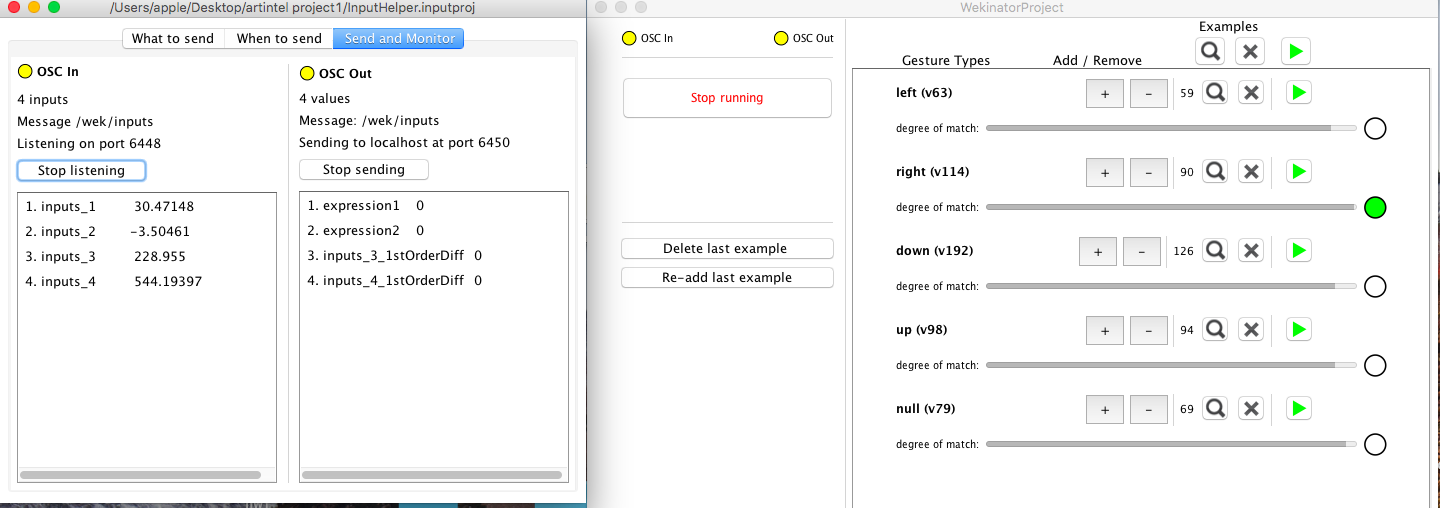 /Users/apple/Desktop/artintel project1/InputHelper.inputproj
What to send When to send Send and Monitor
OSC In
4 inputs
Message /wek/inputs
Listening on port 6448
Stop listening
1. inputs_1 30.47148
2. inputs_2 -3.50461
3. inputs_3 228.955
4. inputs_4 544.19397
OSC Out
4 values
Message: /wek/inputs
Sending to localhost at port 6450
Stop sending
1. expression1 0
2. expression2 0
3. inputs_3_1stOrderDiff 0
4. inputs_4_1stOrderDiff 0
WekinatorProject
OSC In OSC Out
Stop running
Delete last example
Re-add last example
Examples
Gesture Types Add / Remove
left (v63) + - 59
degree of match:
right (v114) + - 90
degree of match:
down (v192) + - 126
degree of match:
up (v98) + - 94
degree of match:
null (v79) + - 69
degree of match: